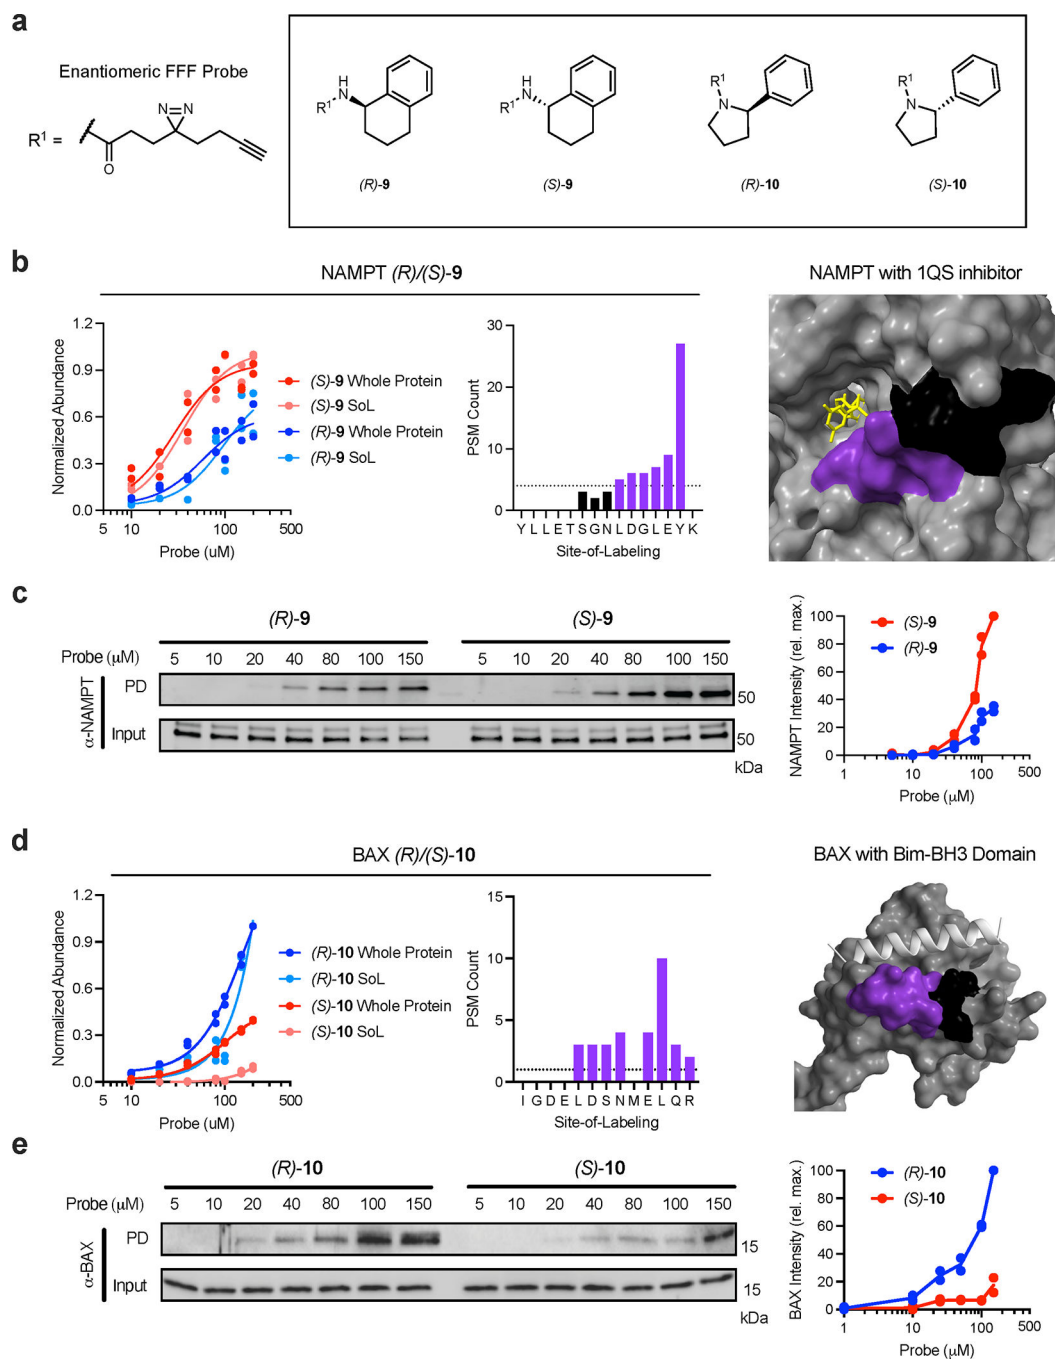 a
Enantiomeric FFF Probe
R1 =
N=N
O
H
R1 N
(R)-9
H
R1 N
(S)-9
R1
N
(R)-10
R1
N
(S)-10
b
NAMPT (R)/(S)-9
NAMPT with 1QS inhibitor
Normalized Abundance
1.2
0.9
0.6
0.3
0.0
5 10 100 500
Probe (uM)
(S)-9 Whole Protein
(S)-9 SoL
(R)-9 Whole Protein
(R)-9 SoL
PSM Count
30
20
10
0
Y L L E T S G N L D G L E Y K
Site-of-Labeling
c
(R)-9 (S)-9
Probe (μM) 5 10 20 40 80 100 150 5 10 20 40 80 100 150
α-NAMPT
PD 50
Input 50
kDa
NAMPT Intensity (rel. max.)
100
80
60
40
20
0
1 10 100 500
Probe (μM)
(S)-9
(R)-9
d
BAX (R)/(S)-10
BAX with Bim-BH3 Domain
Normalized Abundance
1.2
0.9
0.6
0.3
0.0
5 10 100 500
Probe (uM)
(R)-10 Whole Protein
(R)-10 SoL
(S)-10 Whole Protein
(S)-10 SoL
PSM Count
15
10
5
0
I G D E L D S N M E L Q R
Site-of-Labeling
e
(R)-10 (S)-10
Probe (μM) 5 10 20 40 80 100 150 5 10 20 40 80 100 150
α-BAX
PD 15
Input 15
kDa
BAX Intensity (rel. max.)
100
80
60
40
20
0
1 10 100 500
Probe (μM)
(R)-10
(S)-10